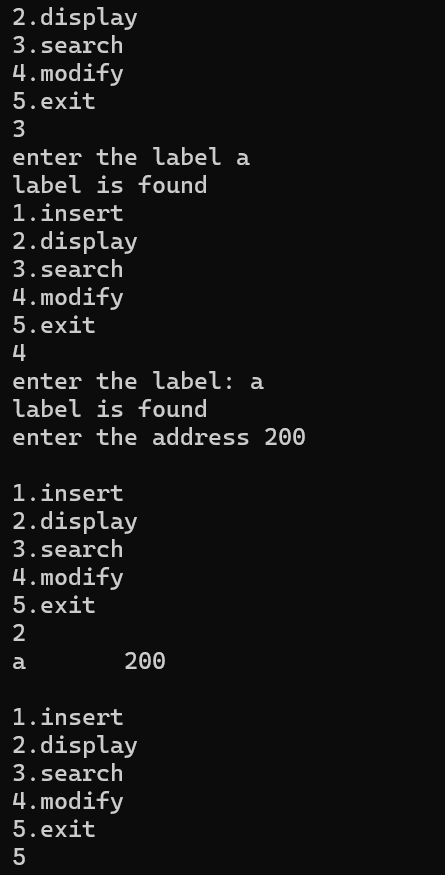 2.display
3.search
4.modify
5.exit
3
enter the label a
label is found
1.insert
2.display
3.search
4.modify
5.exit
4
enter the label: a
label is found
enter the address 200
1.insert
2.display
3.search
4.modify
5.exit
2
a       200
1.insert
2.display
3.search
4.modify
5.exit
5